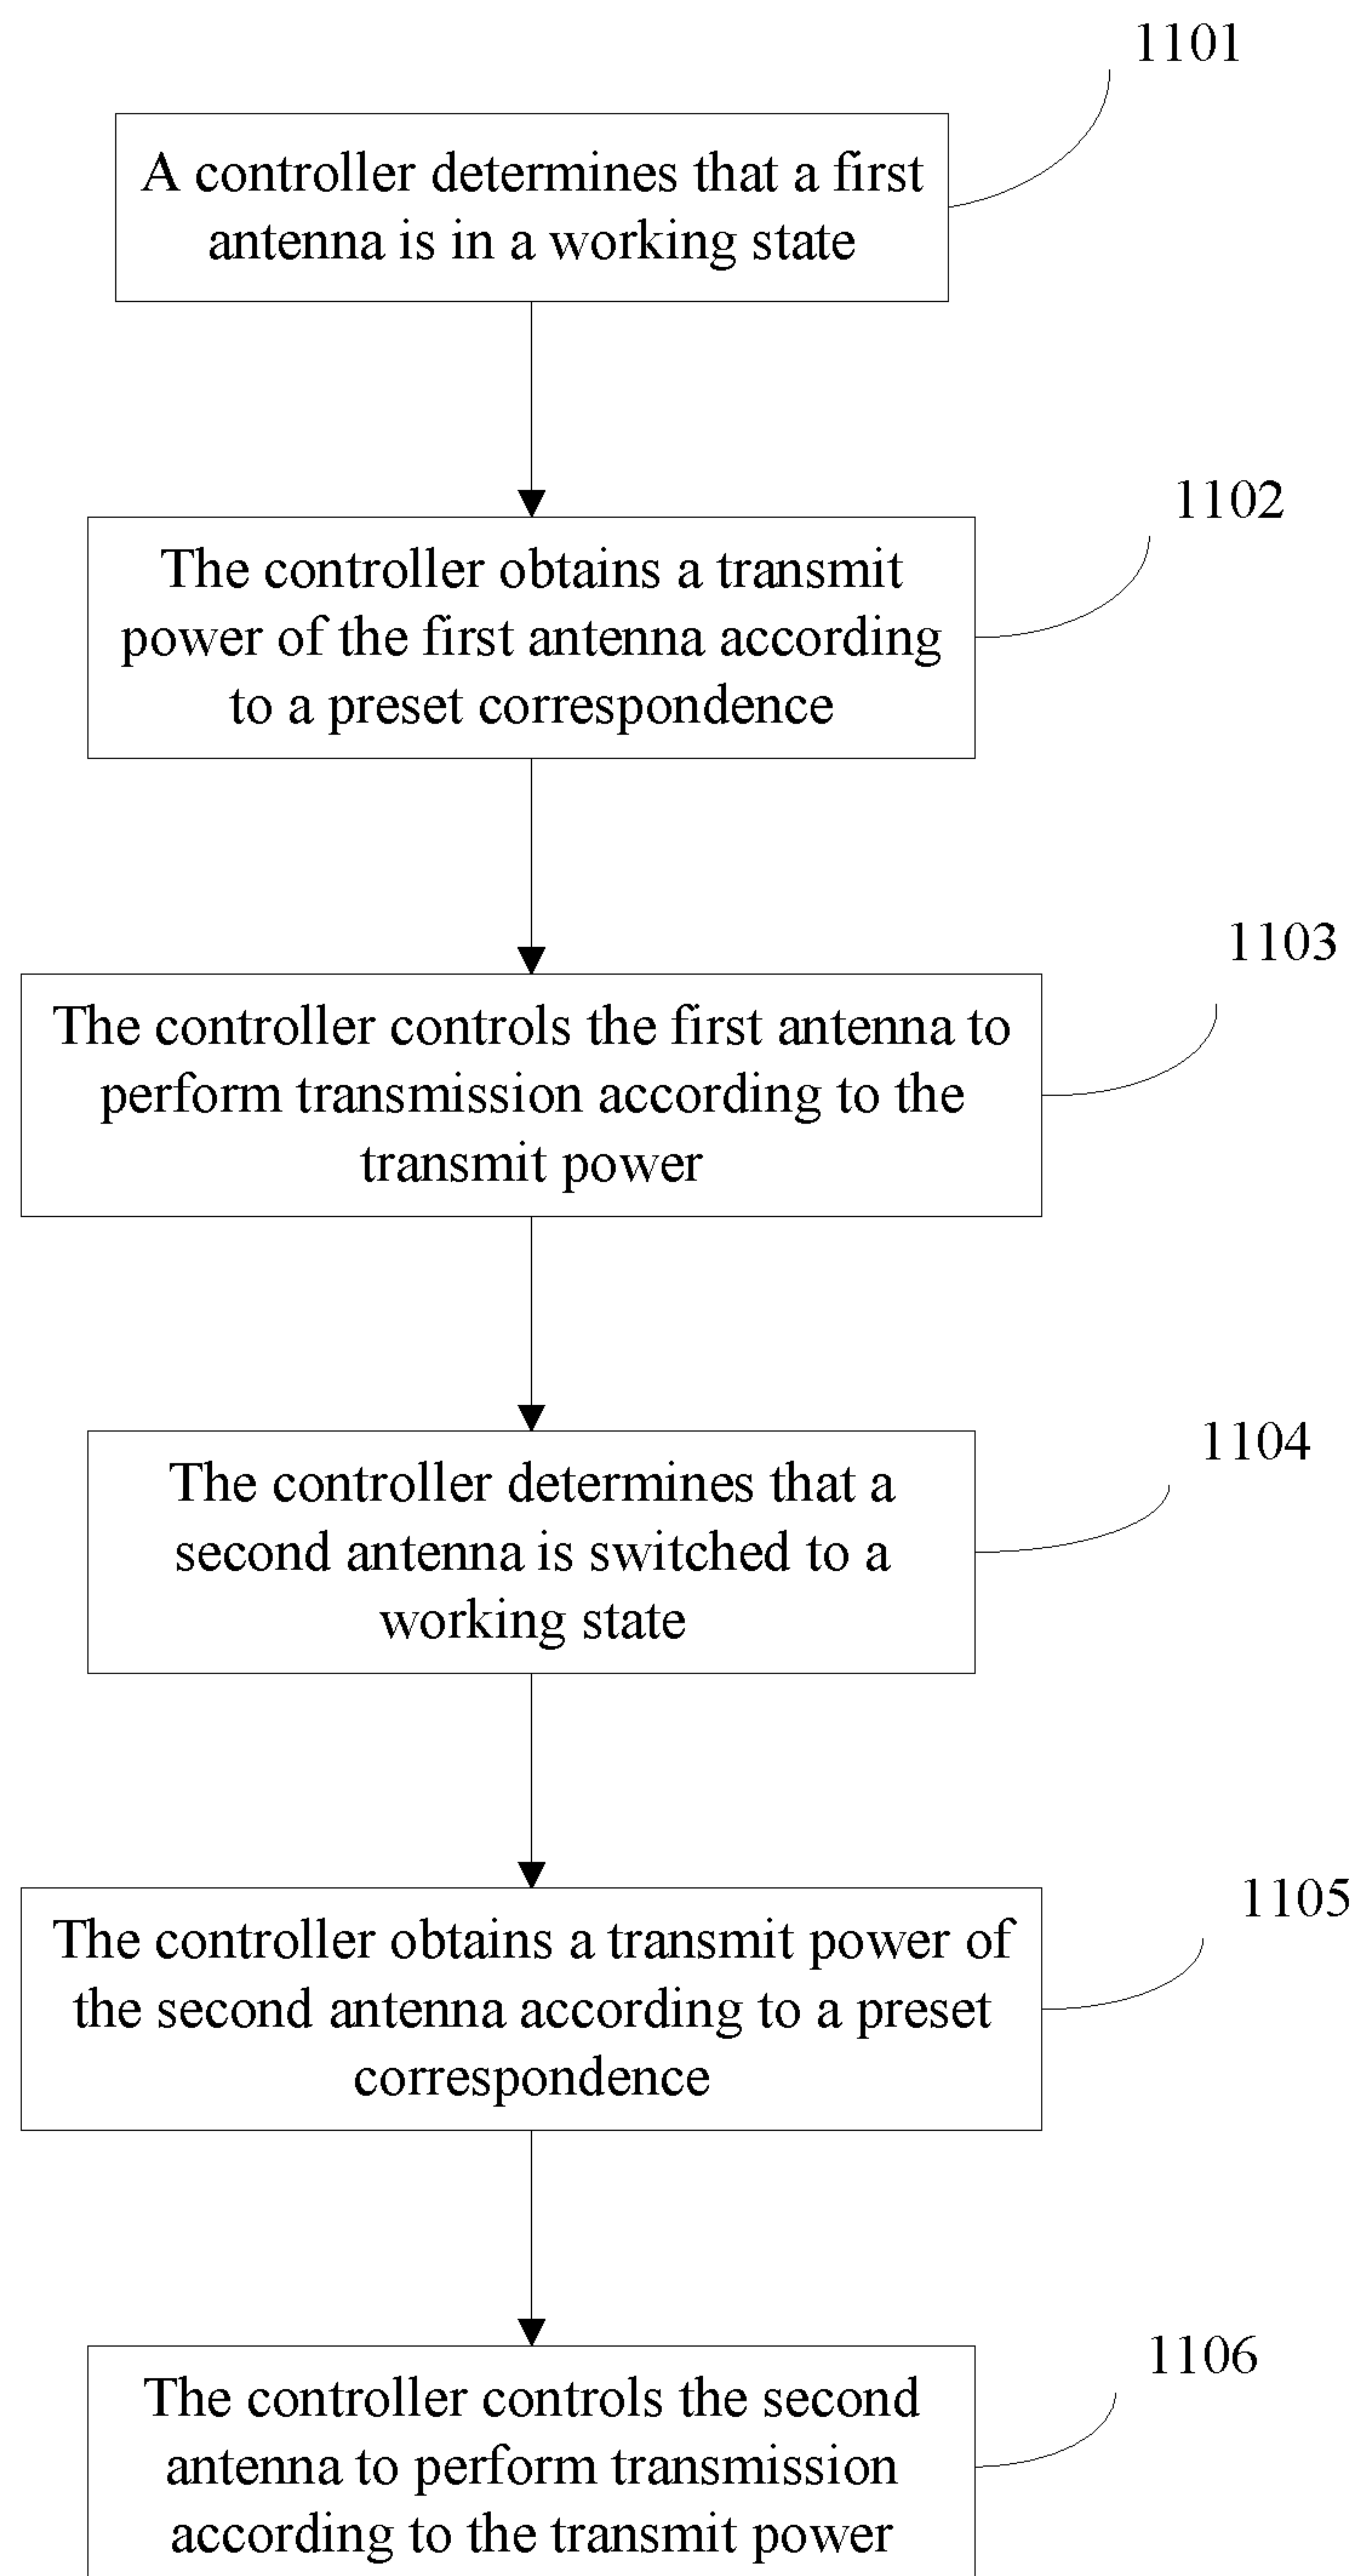 1101
A controller determines that a first
antenna is in a working state
1102
The controller obtains a transmit
power of the first antenna according
to a preset correspondence
1103
The controller controls the first antenna to
perform transmission according to the
transmit power
1104
The controller determines that a
second antenna is switched to a
working state
1105
The controller obtains a transmit power of
the second antenna according to a preset
correspondence
1106
The controller controls the second
antenna to perform transmission
according to the transmit power